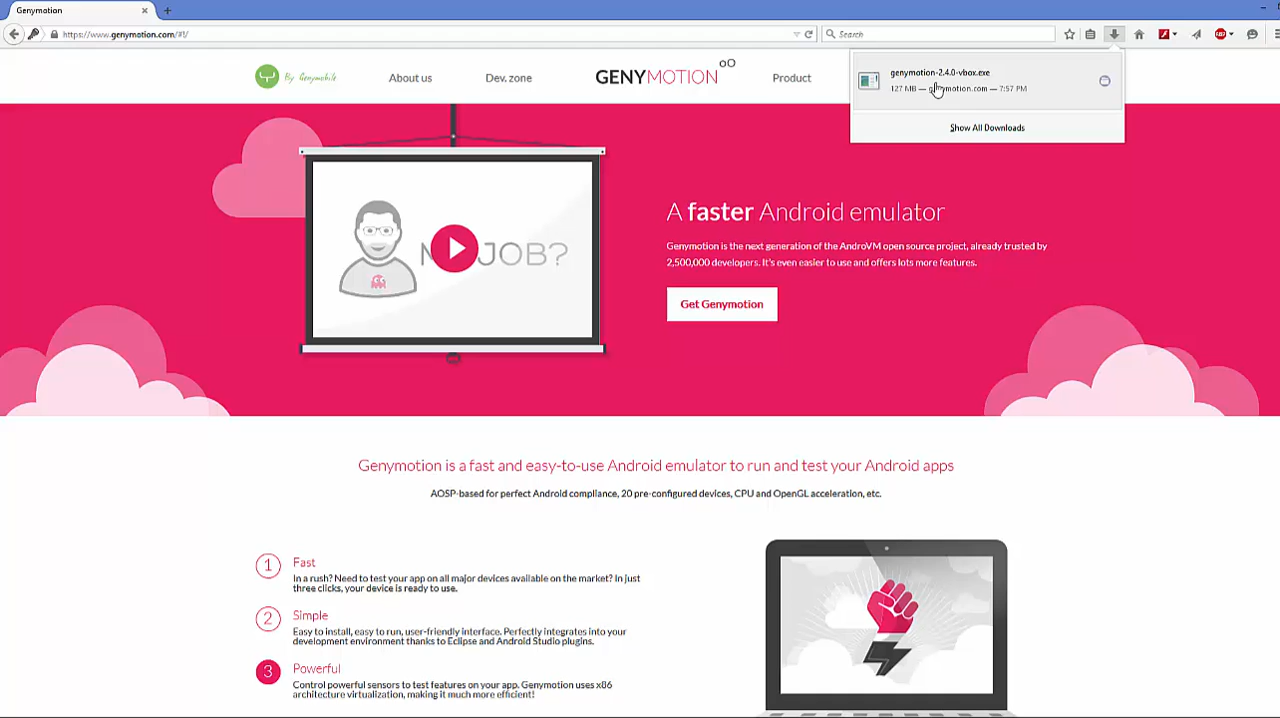 Genymotion
https://www.genymotion.com/#!/
Search
By Genymobile
About us
Dev. zone
GENYMOTION
Product
genymotion-2.4.0-vbox.exe
127 MB — genymotion.com — 7:57 PM
Show All Downloads
JOB?
A faster Android emulator
Genymotion is the next generation of the AndroVM open source project, already trusted by
2,500,000 developers. It's even easier to use and offers lots more features.
Get Genymotion
Genymotion is a fast and easy-to-use Android emulator to run and test your Android apps
AOSP-based for perfect Android compliance, 20 pre-configured devices, CPU and OpenGL acceleration, etc.
1 Fast
In a rush? Need to test your app on all major devices available on the market? In just
three clicks, your device is ready to use.
2 Simple
Easy to install, easy to run, user-friendly interface. Perfectly integrates into your
development environment thanks to Eclipse and Android Studio plugins.
3 Powerful
Control powerful sensors to test features on your app. Genymotion uses x86
architecture virtualization, making it much more efficient!